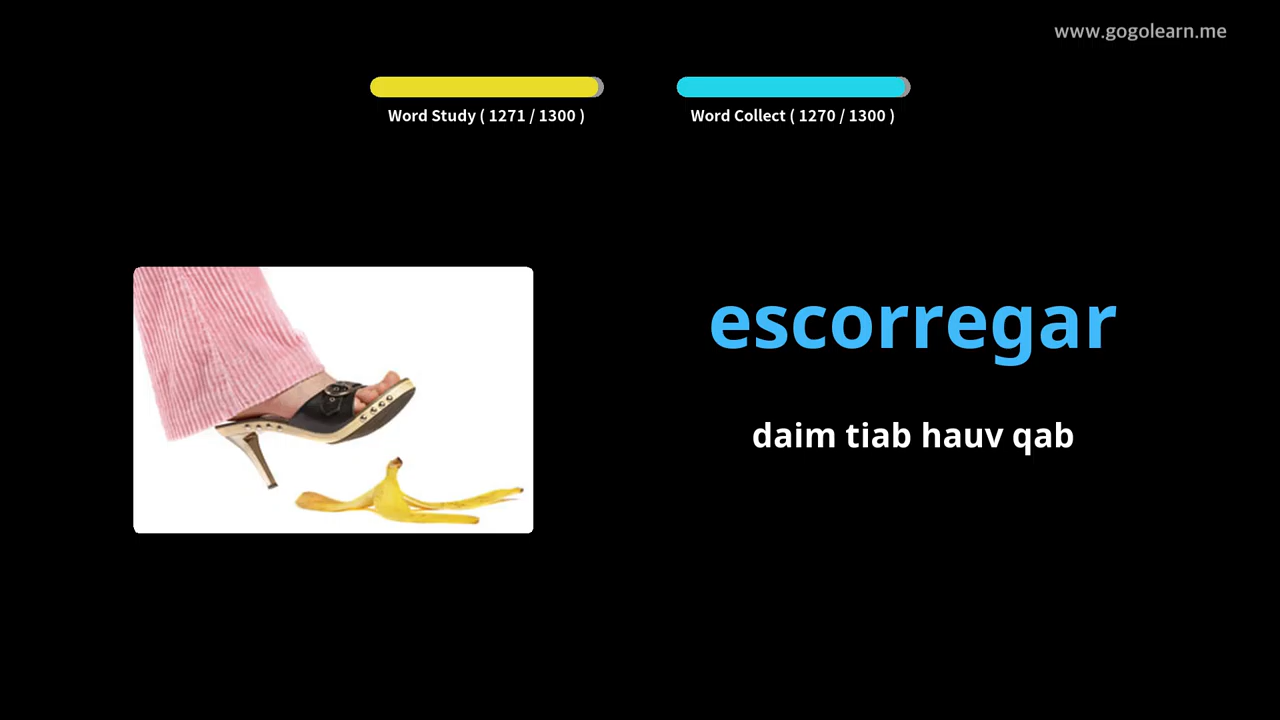 www.gogolearn.me
Word Study ( 1271 / 1300 )
Word Collect ( 1270 / 1300 )
escorregar
daim tiab hauv qab